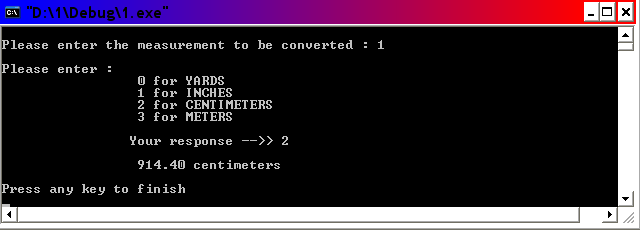 "D:\1\Debug\1.exe"
Please enter the measurement to be converted : 1
Please enter :
0 for YARDS
1 for INCHES
2 for CENTIMETERS
3 for METERS
Your response -->> 2
914.40 centimeters
Press any key to finish